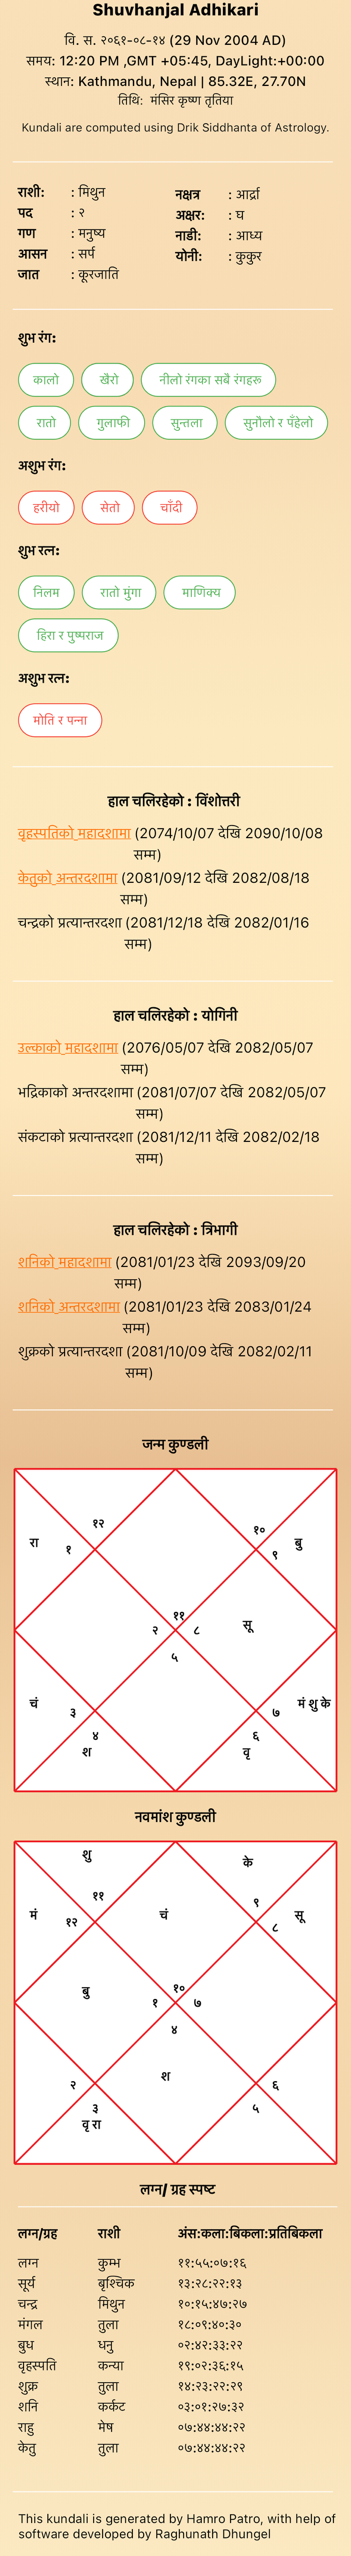 Shuvhanjal Adhikari
वि. स. २०६१-०८-१४ (29 Nov 2004 AD)
समय: 12:20 PM ,GMT +05:45, DayLight:+00:00
स्थान: Kathmandu, Nepal | 85.32E, 27.70N
तिथि: मंसिर कृष्ण तृतिया
Kundali are computed using Drik Siddhanta of Astrology.
राशी: : मिथुन
नक्षत्र : आर्द्रा
पद : २
अक्षर: : घ
गण : मनुष्य
नाडी: : आध्य
आसन : सर्प
योनी: : कुकुर
जात : कूरजाति
शुभ रंग:
कालो खैरो नीलो रंगका सबै रंगहरू
रातो गुलाफी सुन्तला सुनौलो र पँहेलो
अशुभ रंग:
हरीयो सेतो चाँदी
शुभ रत्न:
निलम रातो मुंगा माणिक्य
हिरा र पुष्पराज
अशुभ रत्न:
मोति र पन्ना
हाल चलिरहेको : विंशोत्तरी
वृहस्पतिको महादशामा (2074/10/07 देखि 2090/10/08
सम्म)
केतुको अन्तरदशामा (2081/09/12 देखि 2082/08/18
सम्म)
चन्द्रको प्रत्यान्तरदशा (2081/12/18 देखि 2082/01/16
सम्म)
हाल चलिरहेको : योगिनी
उल्काको महादशामा (2076/05/07 देखि 2082/05/07
सम्म)
भद्रिकाको अन्तरदशामा (2081/07/07 देखि 2082/05/07
सम्म)
संकटाको प्रत्यान्तरदशा (2081/12/11 देखि 2082/02/18
सम्म)
हाल चलिरहेको : त्रिभागी
शनिको महादशामा (2081/01/23 देखि 2093/09/20
सम्म)
शनिको अन्तरदशामा (2081/01/23 देखि 2083/01/24
सम्म)
शुक्रको प्रत्यान्तरदशा (2081/10/09 देखि 2082/02/11
सम्म)
जन्म कुण्डली
१२ १०
रा १ ९ बु
११
२ ८ सू
५
चं ३ ७ मं शु के
४ ६
श वृ
नवमांश कुण्डली
शु के
११ ९
मं १२ चं ८ सू
बु
१०
१ ७
४
श
२ ६
३ ५
वृ रा
लग्न/ ग्रह स्पष्ट
लग्न/ग्रह राशी अंस:कला:बिकला:प्रतिबिकला
लग्न कुम्भ ११:५५:०७:१६
सूर्य बृश्चिक १३:२८:२२:१३
चन्द्र मिथुन १०:१५:४७:२७
मंगल तुला १८:०९:४०:३०
बुध धनु ०२:४२:३३:२२
वृहस्पति कन्या १९:०२:३६:१५
शुक्र तुला १४:२३:२२:२९
शनि कर्कट ०३:०१:२७:३२
राहु मेष ०७:४४:४४:२२
केतु तुला ०७:४४:४४:२२
This kundali is generated by Hamro Patro, with help of
software developed by Raghunath Dhungel